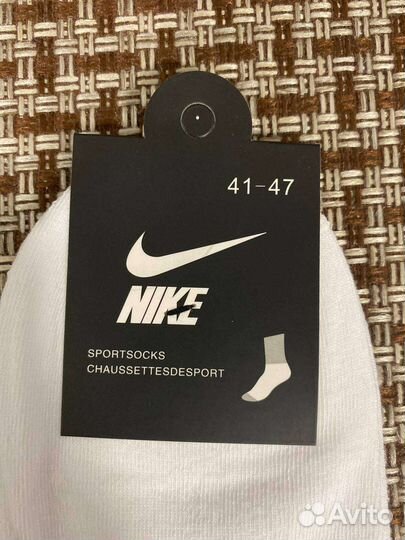 41-47
NIKE
SPORTSOCKS
CHAUSSETTESDESPORT
Avito